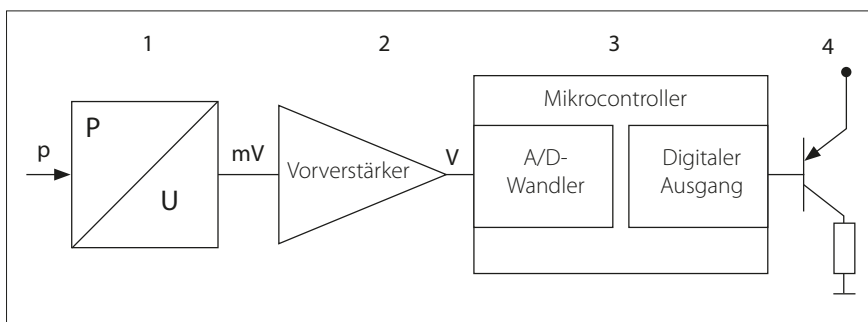 1
2
3
4
Mikrocontroller
P
p
mV
Vorverstärker
V
A/D-
Wandler
Digitaler
Ausgang
U